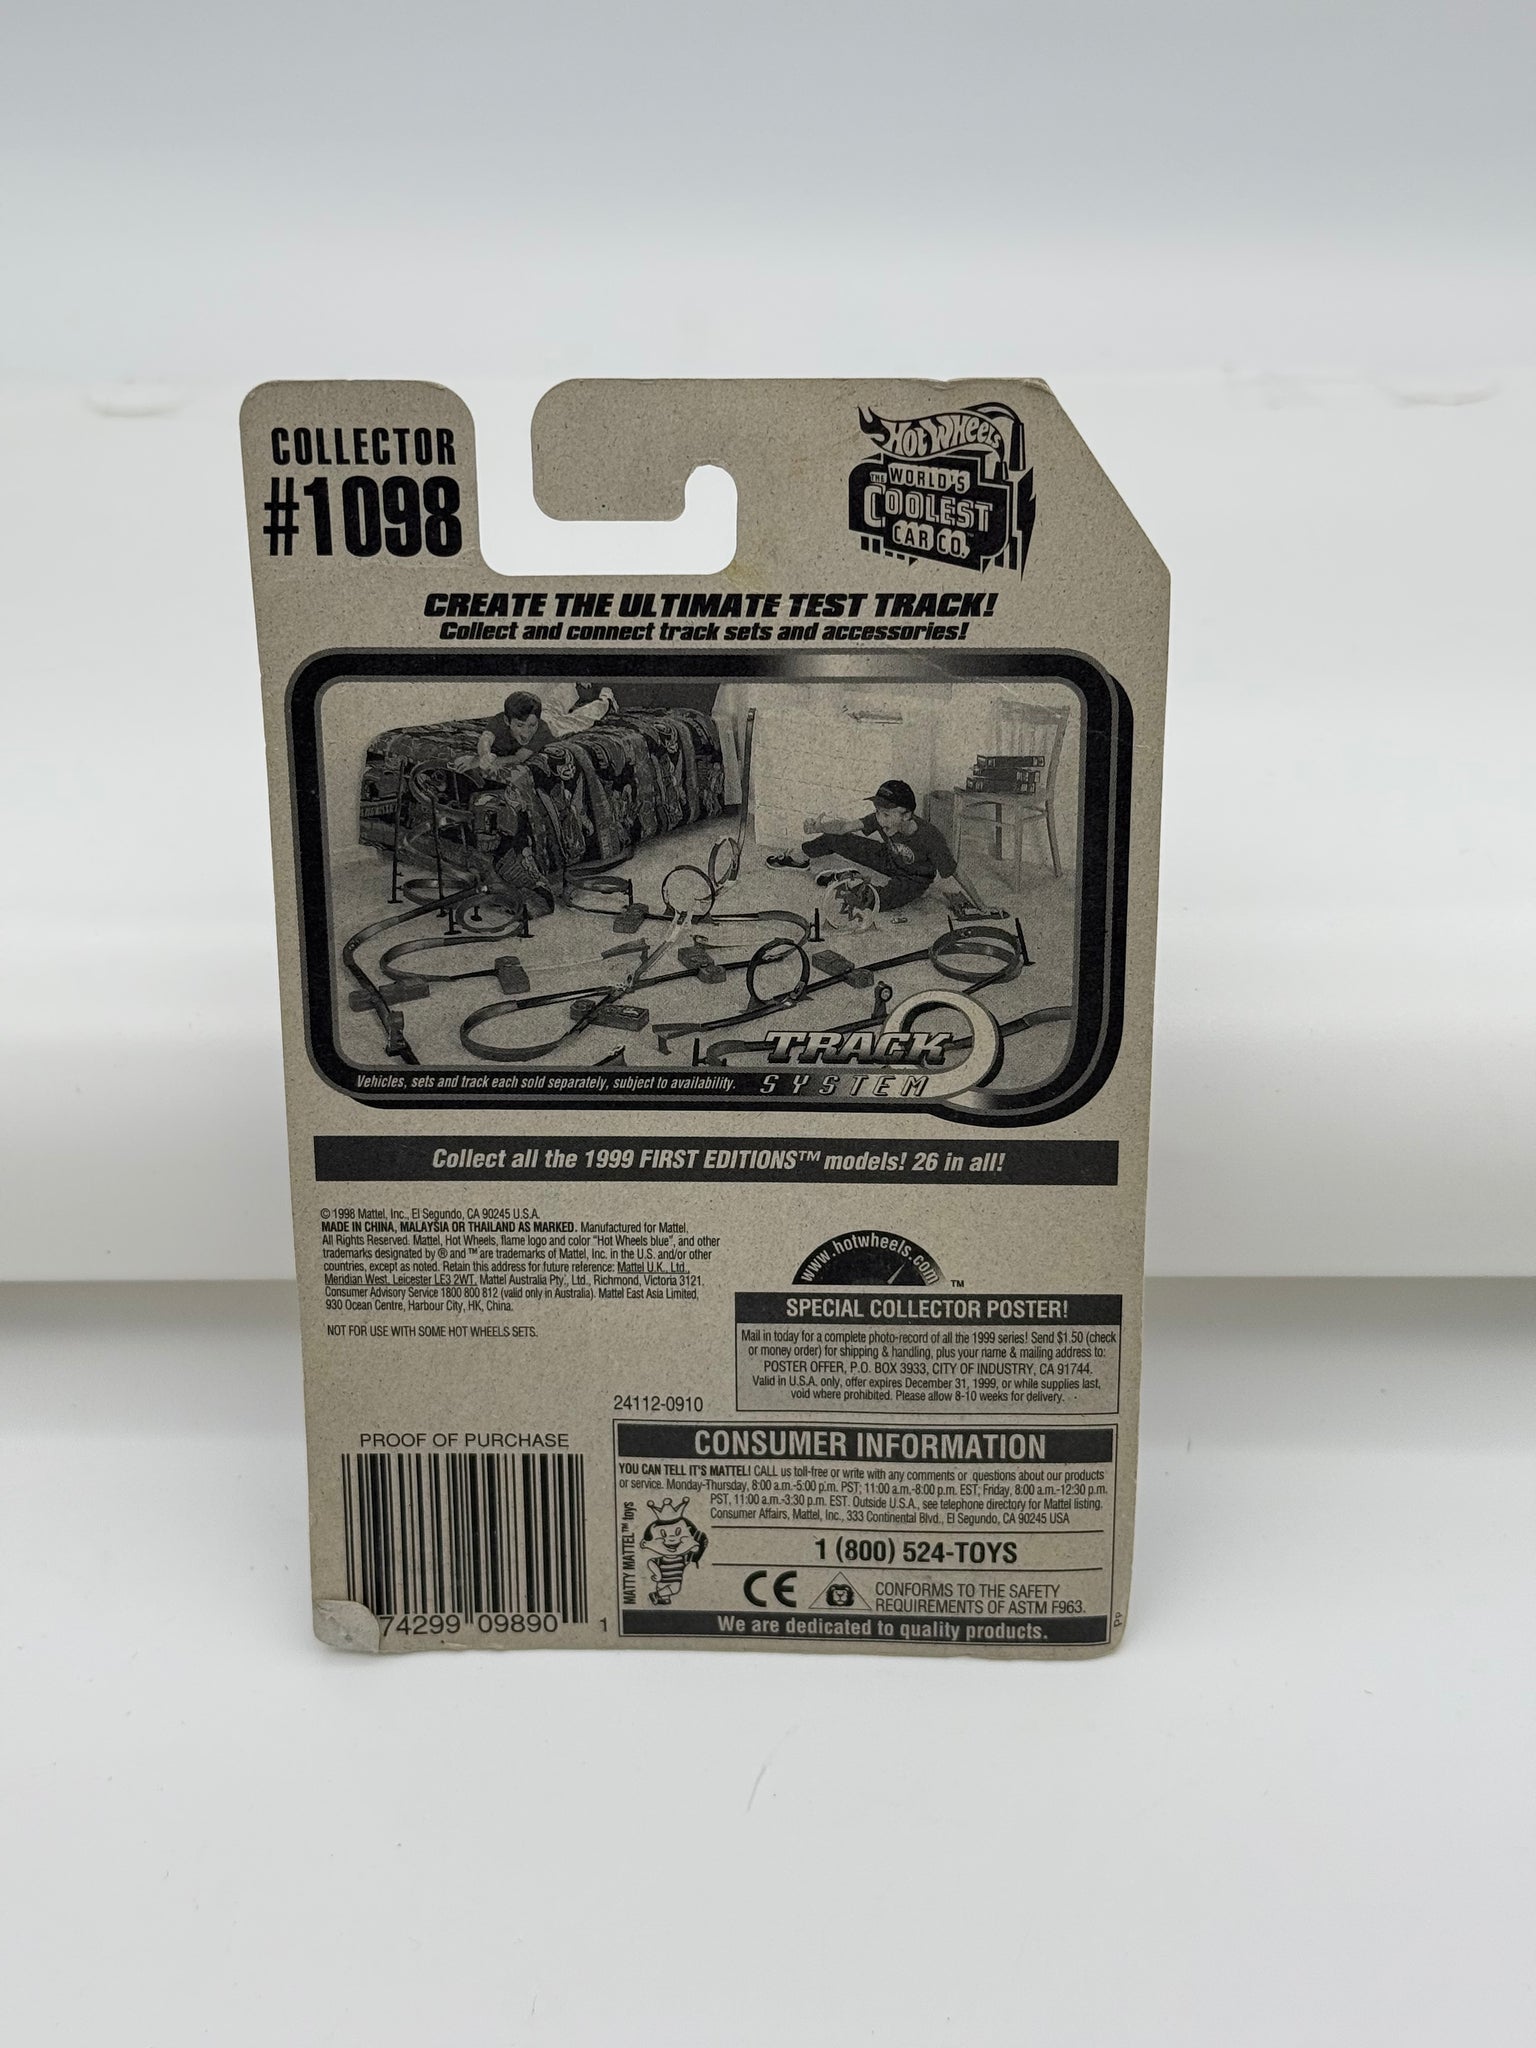 COLLECTOR
#1098
HOT WHEELS
THE WORLD'S
COOLEST
CAR CO.™
CREATE THE ULTIMATE TEST TRACK!
Collect and connect track sets and accessories!
TRACK
SYSTEM
Vehicles, sets and track each sold separately, subject to availability.
Collect all the 1999 FIRST EDITIONS™ models! 26 in all!
© 1998 Mattel, Inc., El Segundo, CA 90245 U.S.A.
MADE IN CHINA, MALAYSIA OR THAILAND AS MARKED. Manufactured for Mattel.
All Rights Reserved. Mattel, Hot Wheels, flame logo and color "Hot Wheels blue", and other
trademarks designated by ® and ™ are trademarks of Mattel, Inc. in the U.S. and/or other
countries, except as noted. Retain this address for future reference: Mattel U.K., Ltd.,
Meridian West, Leicester LE3 2WT. Mattel Australia Pty., Ltd., Richmond, Victoria 3121.
Consumer Advisory Service 1800 800 812 (valid only in Australia). Mattel East Asia Limited,
930 Ocean Centre, Harbour City, HK, China.
NOT FOR USE WITH SOME HOT WHEELS SETS.
www.hotwheels.com™
SPECIAL COLLECTOR POSTER!
Mail in today for a complete photo-record of all the 1999 series! Send $1.50 (check
or money order) for shipping & handling, plus your name & mailing address to:
POSTER OFFER, P.O. BOX 3933, CITY OF INDUSTRY, CA 91744.
Valid in U.S.A. only, offer expires December 31, 1999, or while supplies last,
void where prohibited. Please allow 8-10 weeks for delivery.
24112-0910
PROOF OF PURCHASE
74299 09890 1
CONSUMER INFORMATION
YOU CAN TELL IT'S MATTEL! CALL us toll-free or write with any comments or questions about our products
or service. Monday-Thursday, 8:00 a.m.-5:00 p.m. PST, 11:00 a.m.-8:00 p.m. EST, Friday, 8:00 a.m.-12:30 p.m.
PST, 11:00 a.m.-3:30 p.m. EST. Outside U.S.A., see telephone directory for Mattel listing.
Consumer Affairs, Mattel, Inc., 333 Continental Blvd., El Segundo, CA 90245 USA
MATTY MATTEL™ toys
1 (800) 524-TOYS
CE
CONFORMS TO THE SAFETY
REQUIREMENTS OF ASTM F963.
We are dedicated to quality products.
PP